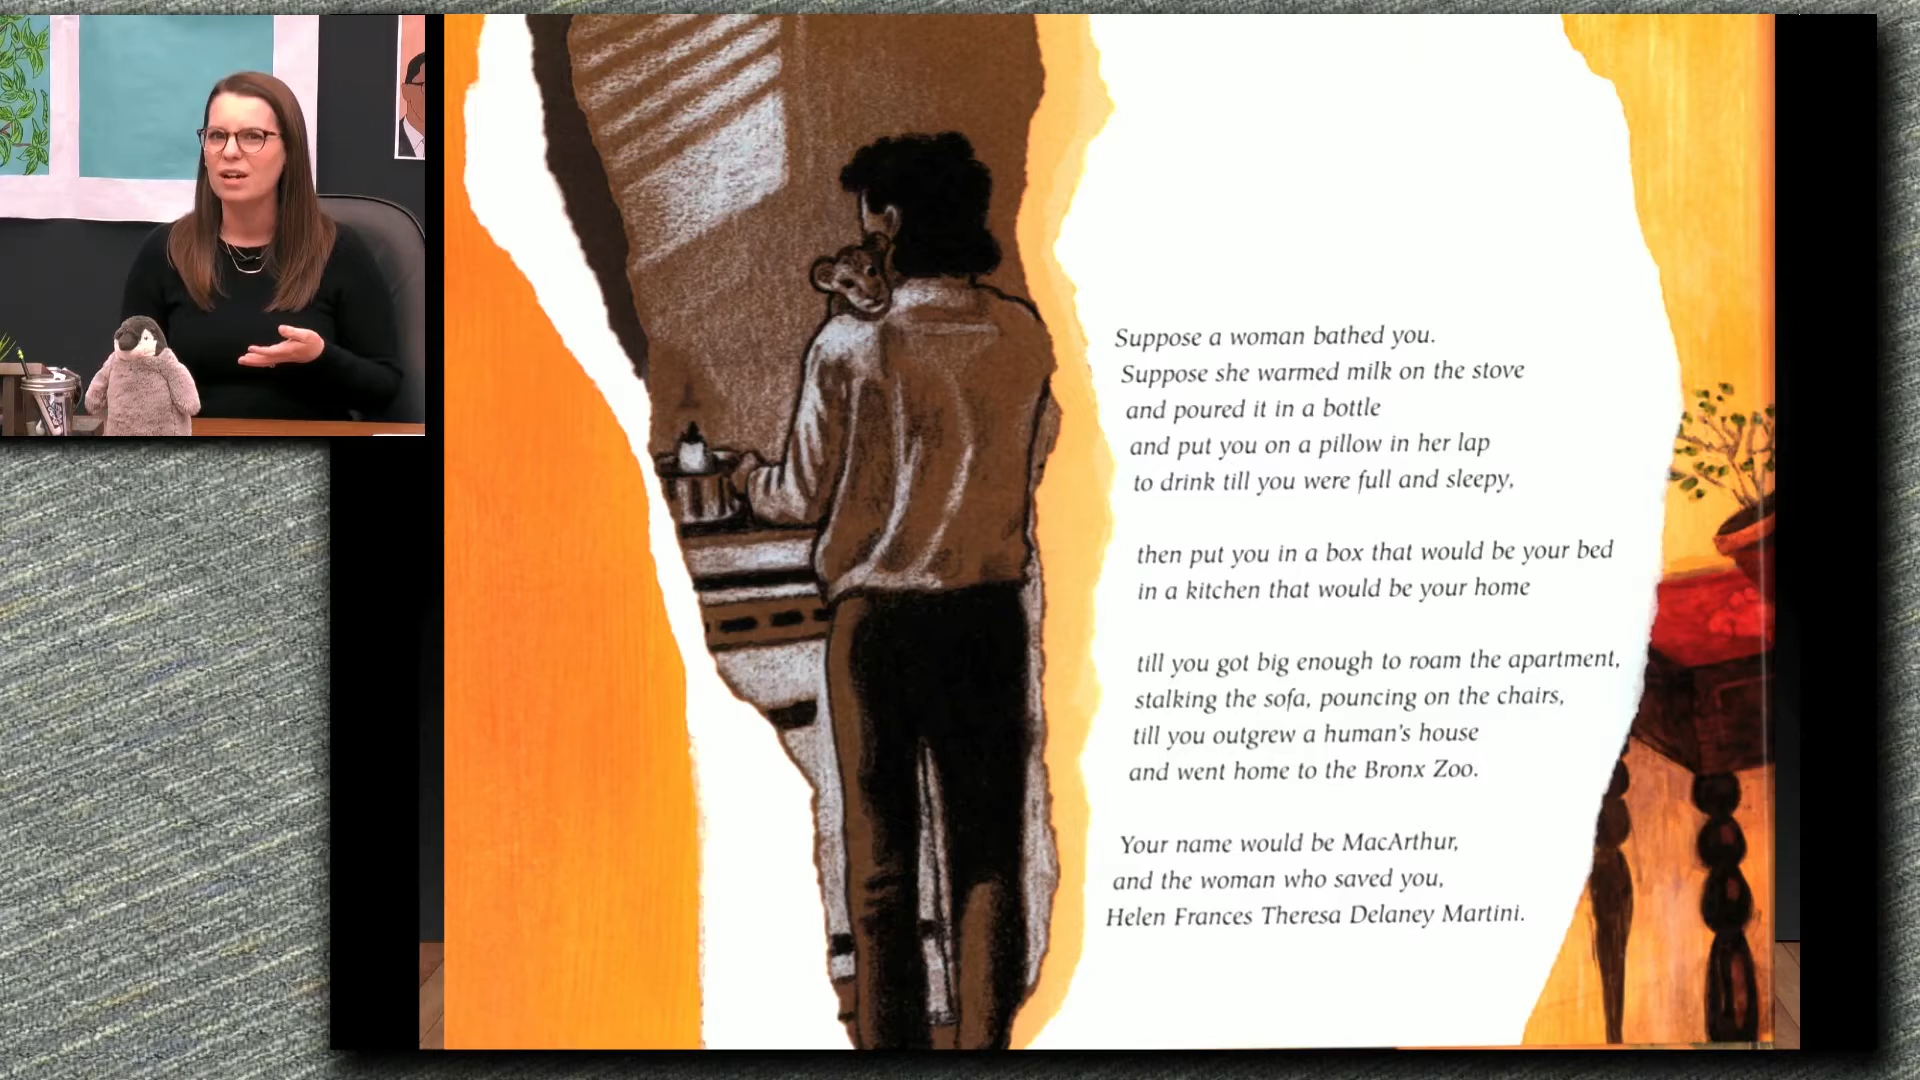 Suppose a woman bathed you.
Suppose she warmed milk on the stove
and poured it in a bottle
and put you on a pillow in her lap
to drink till you were full and sleepy,
then put you in a box that would be your bed
in a kitchen that would be your home
till you got big enough to roam the apartment,
stalking the sofa, pouncing on the chairs,
till you outgrew a human's house
and went home to the Bronx Zoo.
Your name would be MacArthur,
and the woman who saved you,
Helen Frances Theresa Delaney Martini.